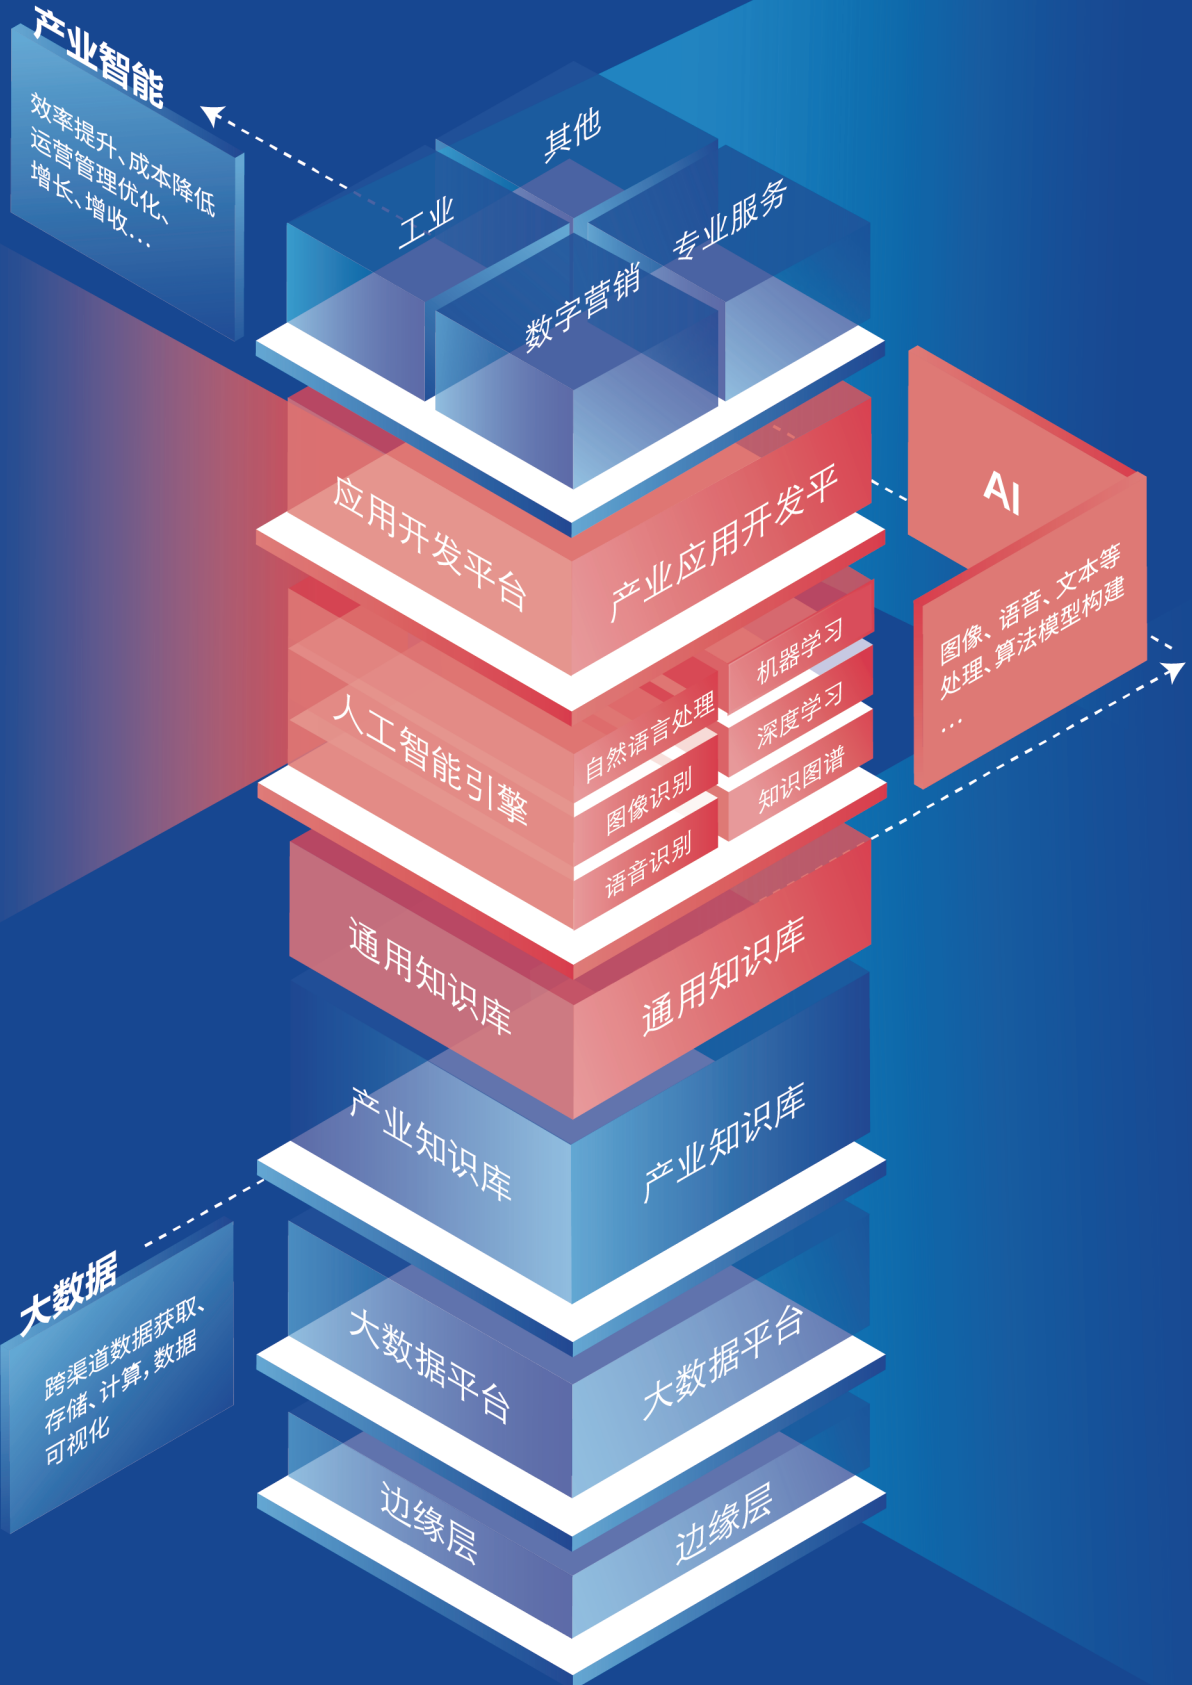 产业智能
效率提升、成本降低
运营管理优化、
增长、增收...
其他
工业
专业服务
数字营销
应用开发平台
产业应用开发平
AI
图像、语音、文本等
处理、算法模型构建
...
人工智能引擎
自然语言处理
机器学习
图像识别
深度学习
语音识别
知识图谱
通用知识库
通用知识库
产业知识库
产业知识库
大数据
跨渠道数据获取、
存储、计算，数据
可视化
大数据平台
大数据平台
边缘层
边缘层